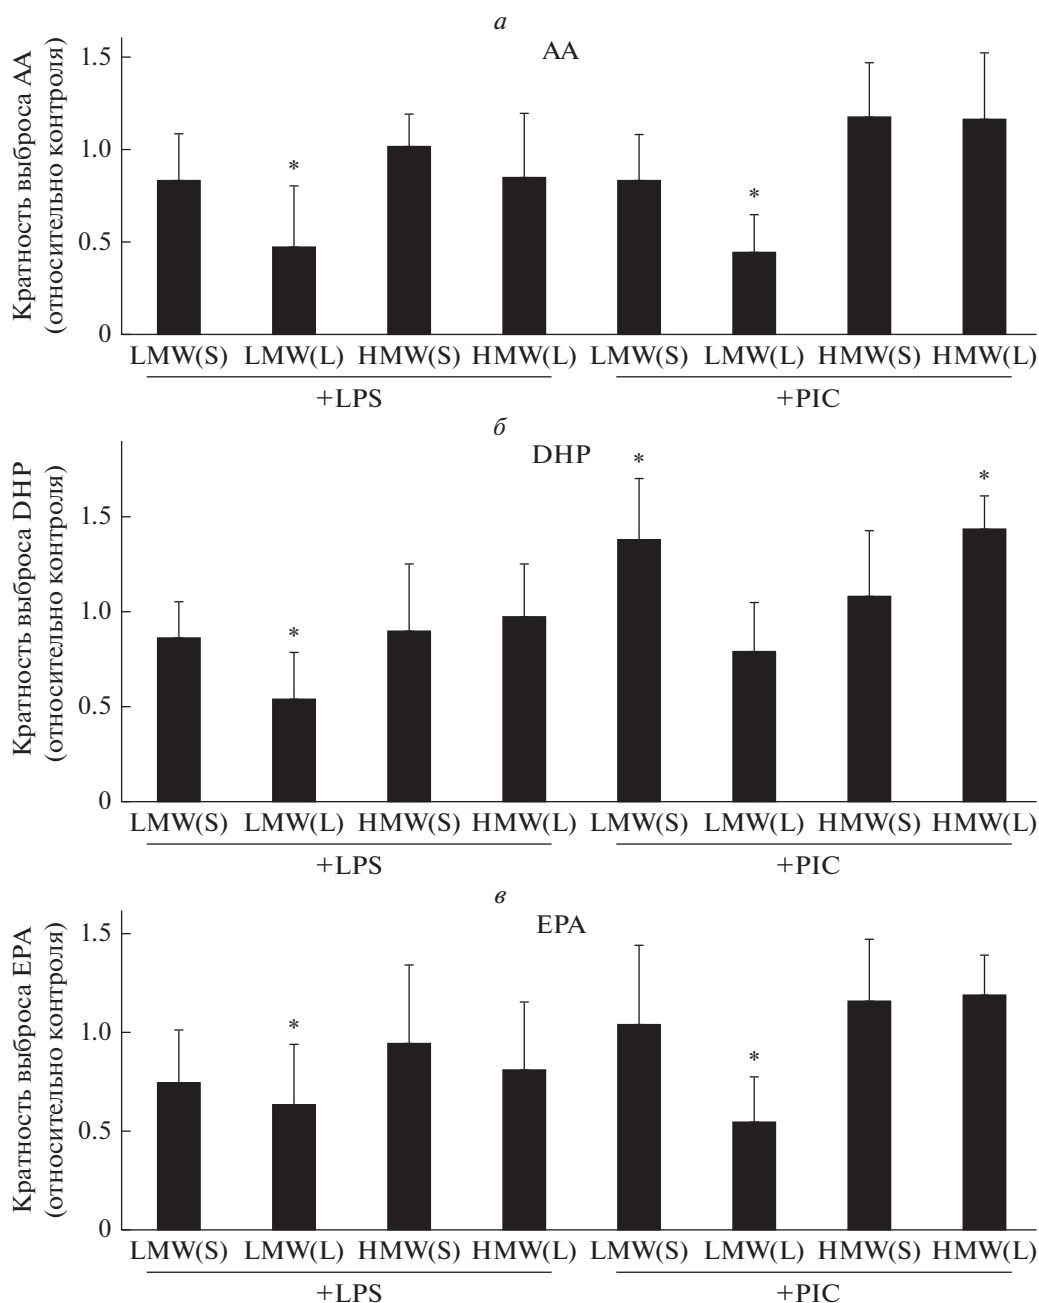 а
AA
Кратность выброса AA
(относительно контроля)
1.5
1.0
0.5
0
* *
LMW(S) LMW(L) HMW(S) HMW(L) LMW(S) LMW(L) HMW(S) HMW(L)
+LPS +PIC
б
DHP
Кратность выброса DHP
(относительно контроля)
1.5
1.0
0.5
0
* * *
LMW(S) LMW(L) HMW(S) HMW(L) LMW(S) LMW(L) HMW(S) HMW(L)
+LPS +PIC
в
EPA
Кратность выброса EPA
(относительно контроля)
1.5
1.0
0.5
0
* *
LMW(S) LMW(L) HMW(S) HMW(L) LMW(S) LMW(L) HMW(S) HMW(L)
+LPS +PIC